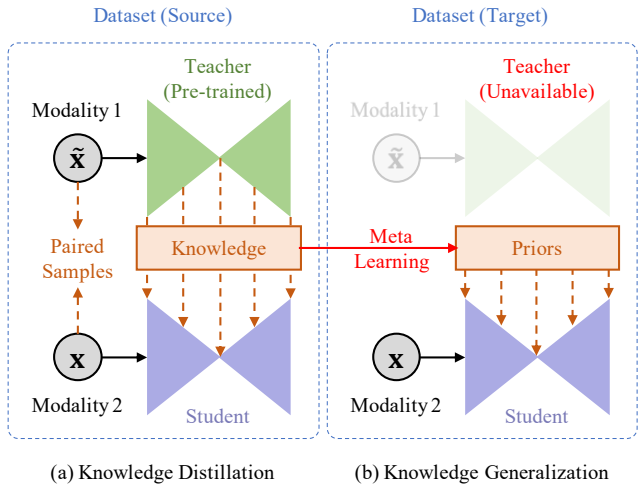 Dataset (Source)
Teacher
(Pre-trained)
Modality 1
x̃
Paired
Samples
Knowledge
x
Modality 2
Student
(a) Knowledge Distillation
Meta
Learning
Dataset (Target)
Teacher
(Unavailable)
Modality 1
x̃
Priors
x
Modality 2
Student
(b) Knowledge Generalization